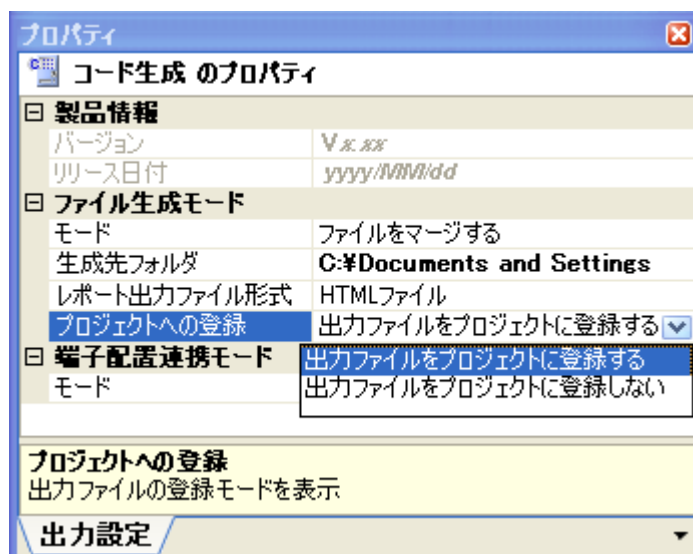 プロパティ
コード生成 のプロパティ
製品情報
バージョン Vx.xx
リリース日付 yyyy/MM/dd
ファイル生成モード
モード ファイルをマージする
生成先フォルダ C:¥Documents and Settings
レポート出力ファイル形式 HTMLファイル
プロジェクトへの登録 出力ファイルをプロジェクトに登録する
端子配置連携モード 出力ファイルをプロジェクトに登録する
モード 出力ファイルをプロジェクトに登録しない
プロジェクトへの登録
出力ファイルの登録モードを表示
出力設定